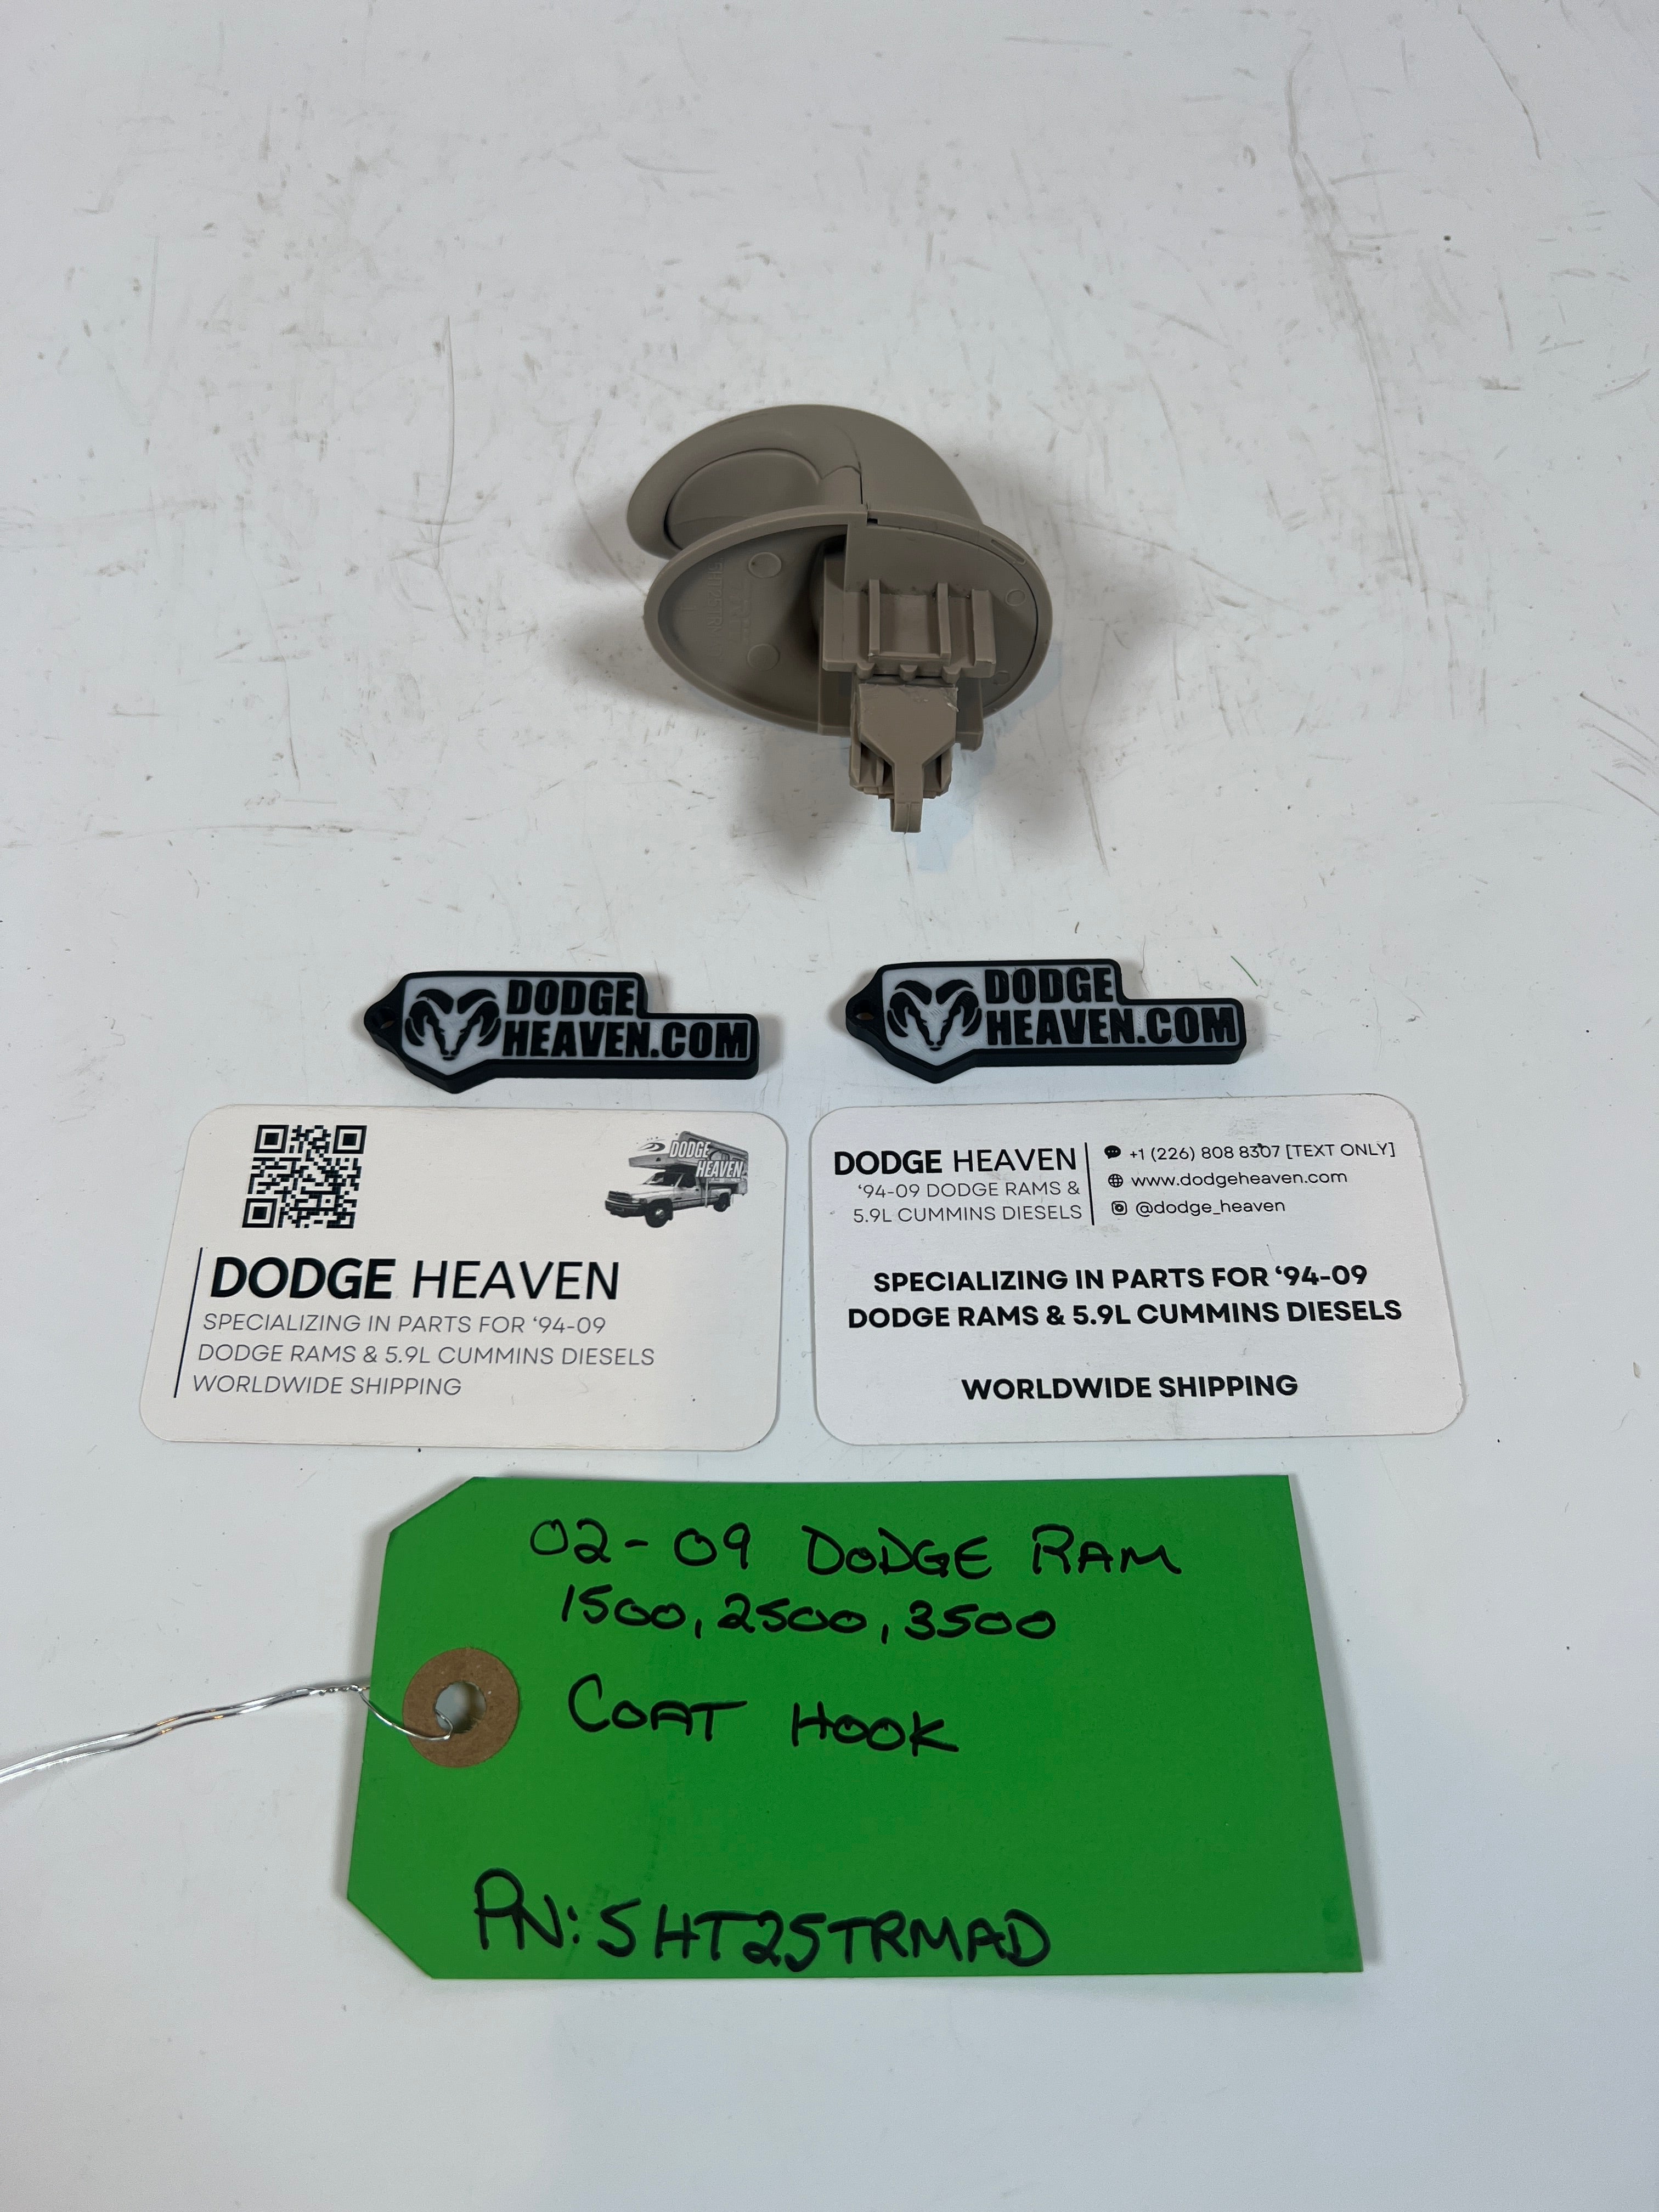 DODGE
HEAVEN.COM
DODGE
HEAVEN.COM
DODGE
HEAVEN
DODGE HEAVEN
SPECIALIZING IN PARTS FOR ‘94-09
DODGE RAMS & 5.9L CUMMINS DIESELS
WORLDWIDE SHIPPING
DODGE HEAVEN
‘94-09 DODGE RAMS &
5.9L CUMMINS DIESELS
+1 (226) 808 8307 [TEXT ONLY]
www.dodgeheaven.com
@dodge_heaven
SPECIALIZING IN PARTS FOR ‘94-09
DODGE RAMS & 5.9L CUMMINS DIESELS
WORLDWIDE SHIPPING
02-09 DODGE RAM
1500, 2500, 3500
COAT HOOK
PN: 5HT25TRMAD